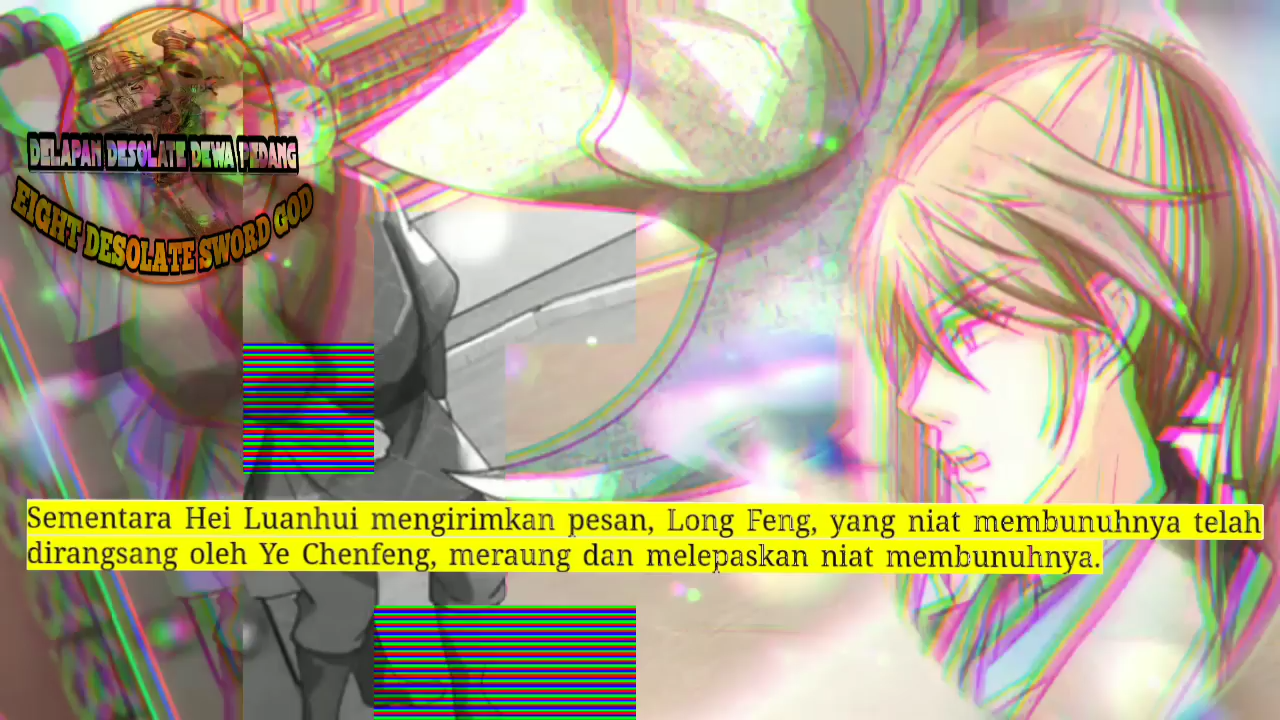 DELAPAN DESOLATE DEWA PEDANG
EIGHT DESOLATE SWORD GOD
Sementara Hei Luanhui mengirimkan pesan, Long Feng, yang niat membunuhnya telah
dirangsang oleh Ye Chenfeng, meraung dan melepaskan niat membunuhnya.